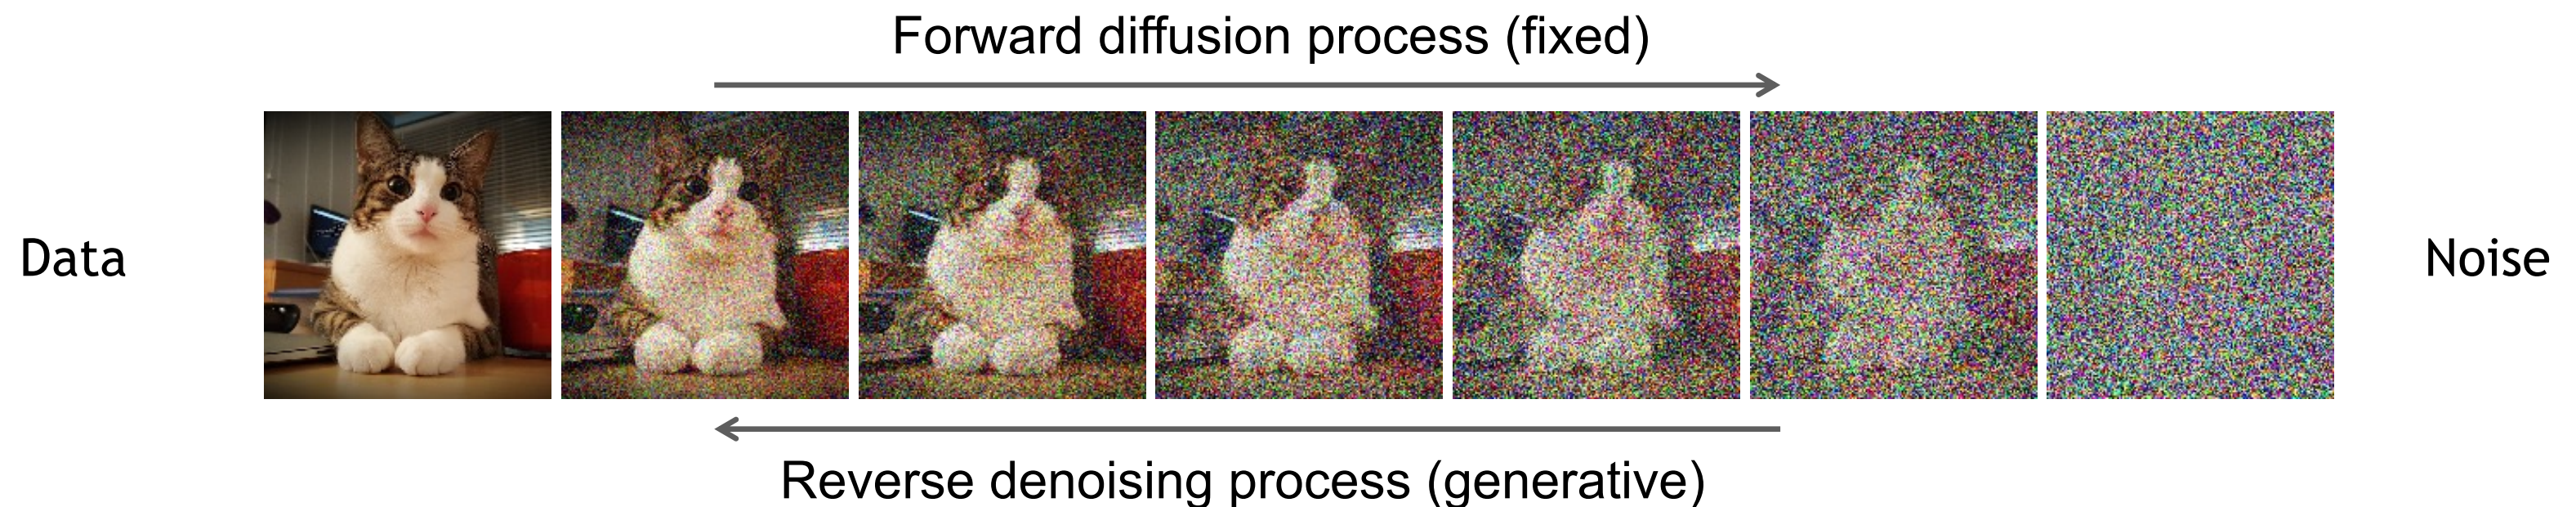 Forward diffusion process (fixed)
Data
Noise
Reverse denoising process (generative)